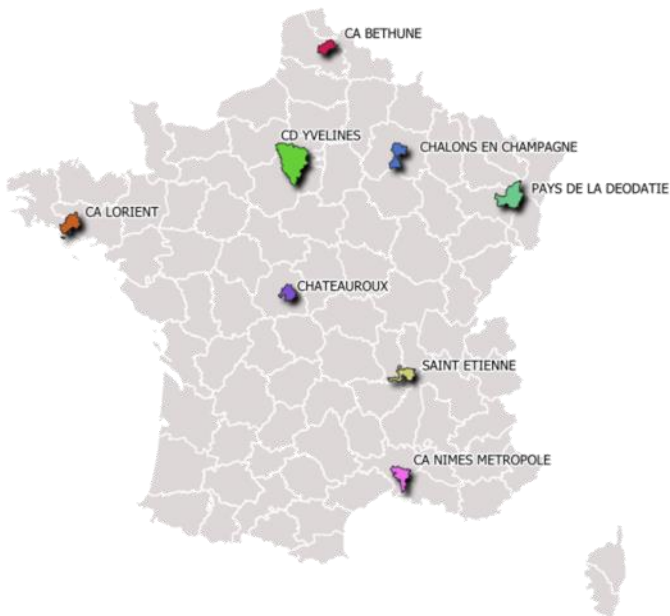 CA BETHUNE
CD YVELINES
CHALONS EN CHAMPAGNE
PAYS DE LA DEODATIE
CA LORIENT
CHATEAUROUX
SAINT ETIENNE
CA NIMES METROPOLE